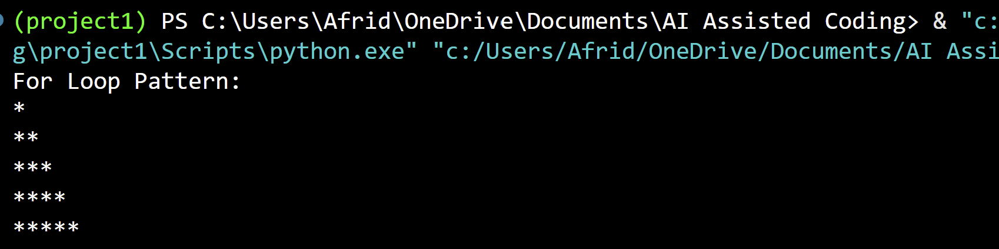 (project1) PS C:\Users\Afrid\OneDrive\Documents\AI Assisted Coding> & "c:
g\project1\Scripts\python.exe" "c:/Users/Afrid/OneDrive/Documents/AI Assi
For Loop Pattern:
*
**
***
****
*****